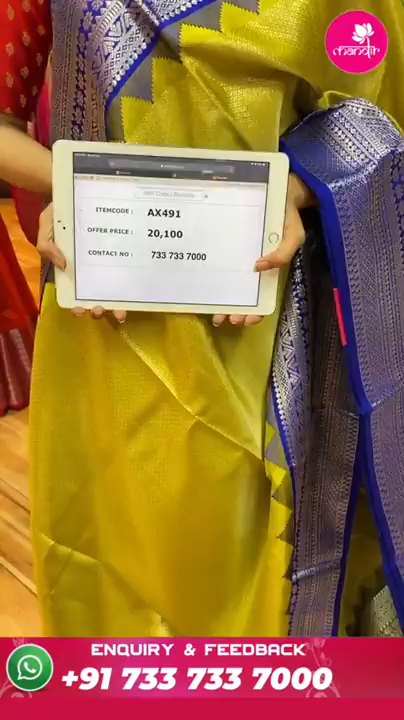 mandir
ITEMCODE : AX491
OFFER PRICE : 20,100
CONTACT NO : 733 733 7000
ENQUIRY & FEEDBACK
+91 733 733 7000